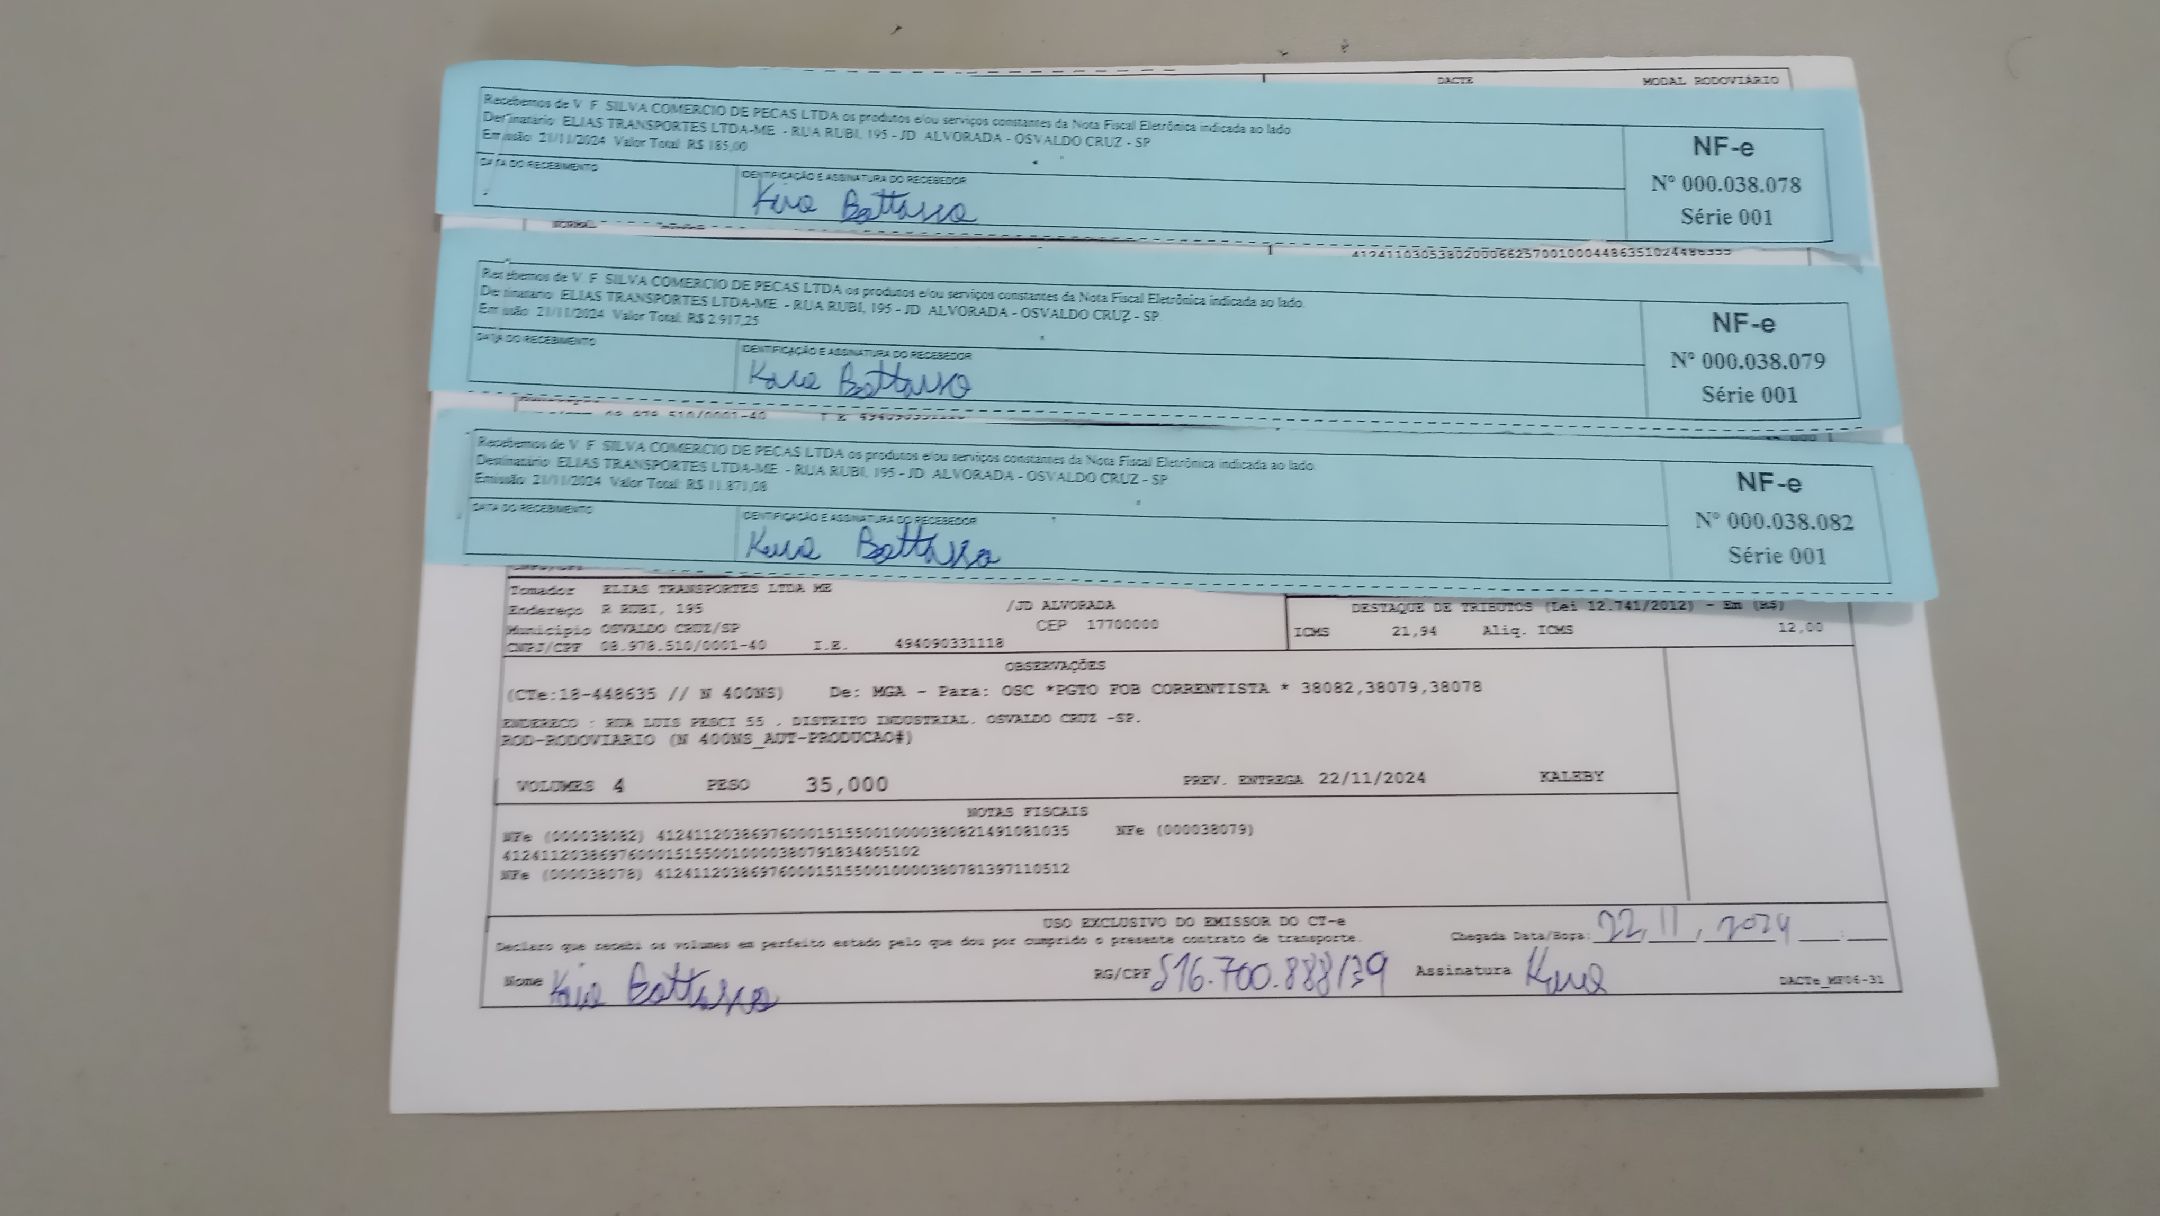 DACTE MODAL RODOVIÁRIO
Recebemos de V F SILVA COMERCIO DE PECAS LTDA os produtos e/ou serviços constantes da Nota Fiscal Eletrônica indicada ao lado
Destinatário ELIAS TRANSPORTES LTDA-ME - RUA RUBI, 195 - JD ALVORADA - OSVALDO CRUZ - SP
Emissão: 21/11/2024 Valor Total: R$ 185,00
DATA DO RECEBIMENTO
IDENTIFICAÇÃO E ASSINATURA DO RECEBEDOR
Battasso
NF-e
Nº 000.038.078
Série 001
NORMAL
Recebemos de V F SILVA COMERCIO DE PECAS LTDA os produtos e/ou serviços constantes da Nota Fiscal Eletrônica indicada ao lado
Destinatario ELIAS TRANSPORTES LTDA-ME - RUA RUBI, 195 - JD ALVORADA - OSVALDO CRUZ - SP
Emissão 21/11/2024 Valor Total: R$ 2.917,25
DATA DO RECEBIMENTO
IDENTIFICAÇÃO E ASSINATURA DO RECEBEDOR
Battasso
NF-e
Nº 000.038.079
Série 001
Recebemos de V F SILVA COMERCIO DE PECAS LTDA os produtos e/ou serviços constantes da Nota Fiscal Eletrônica indicada ao lado
Destinatário ELIAS TRANSPORTES LTDA-ME - RUA RUBI, 195 - JD ALVORADA - OSVALDO CRUZ - SP
Emissão: 21/11/2024 Valor Total: R$ 11.871,08
DATA DO RECEBIMENTO
IDENTIFICAÇÃO E ASSINATURA DO RECEBEDOR
Battasso
NF-e
Nº 000.038.082
Série 001
Tomador ELIAS TRANSPORTES LTDA ME
Endereço R RUBI, 195 /JD ALVORADA
Município OSVALDO CRUZ/SP CEP 17700000
CNPJ/CPF 08.978.510/0001-40 I.E. 494090331118
DESTAQUE DE TRIBUTOS (Lei 12.741/2012) - Em (R$)
ICMS 21,94 Aliq. ICMS 12,00
OBSERVAÇÕES
(CTe:18-448635 // N 400NS) De: MGA - Para: OSC *PGTO FOB CORRENTISTA * 38082,38079,38078
ENDERECO : RUA LUIS PESCI 55 . DISTRITO INDUSTRIAL. OSVALDO CRUZ -SP.
ROD-RODOVIARIO (N 400NS_AUT-PRODUCAO#)
VOLUMES 4 PESO 35,000 PREV. ENTREGA 22/11/2024 KALEBY
NOTAS FISCAIS
NFe (000038082) 41241120386976000151550010000380821491081035 NFe (000038079)
41241120386976000151550010000380791834805102
NFe (000038078) 41241120386976000151550010000380781397110512
USO EXCLUSIVO DO EMISSOR DO CT-e
Declaro que recebi os volumes em perfeito estado pelo que dou por cumprido o presente contrato de transporte. Chegada Data/Hora: 22, 11, 2024
Nome Battasso RG/CPF 516.700.888/39 Assinatura
DACTe_MF06-31